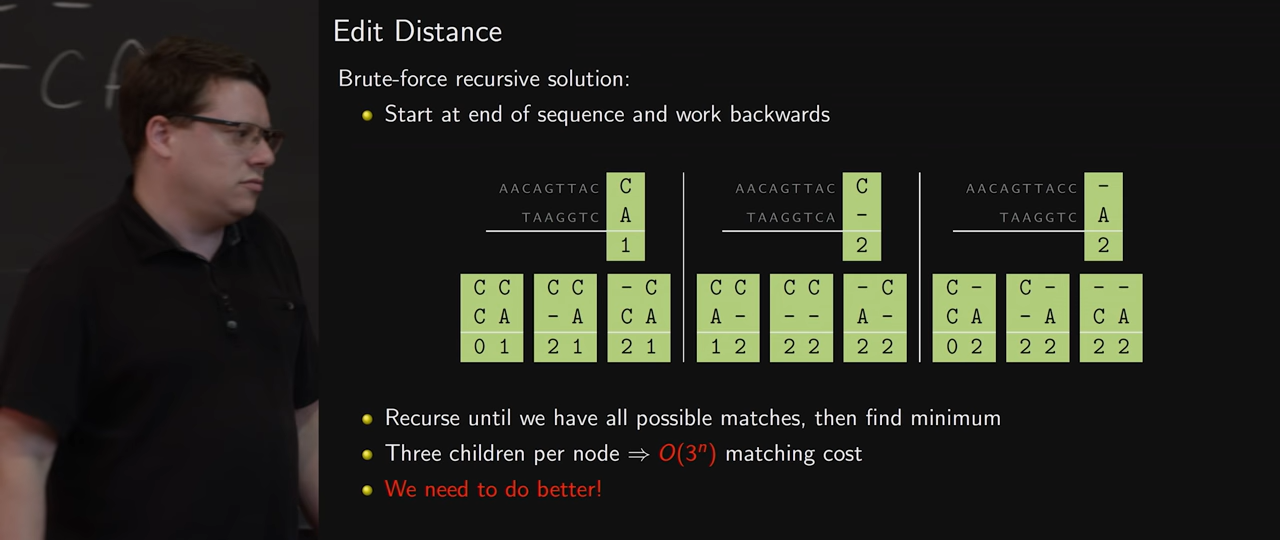 - C A
Edit Distance
Brute-force recursive solution:
Start at end of sequence and work backwards
AACAGTTAC C
TAAGGTC A
1
AACAGTTAC C
TAAGGTCA -
2
AACAGTTACC -
TAAGGTC A
2
C C
C A
0 1
C C
- A
2 1
- C
C A
2 1
C C
A -
1 2
C C
- -
2 2
- C
A -
2 2
C -
C A
0 2
C -
- A
2 2
- -
C A
2 2
Recurse until we have all possible matches, then find minimum
Three children per node ⇒ O(3ⁿ) matching cost
We need to do better!